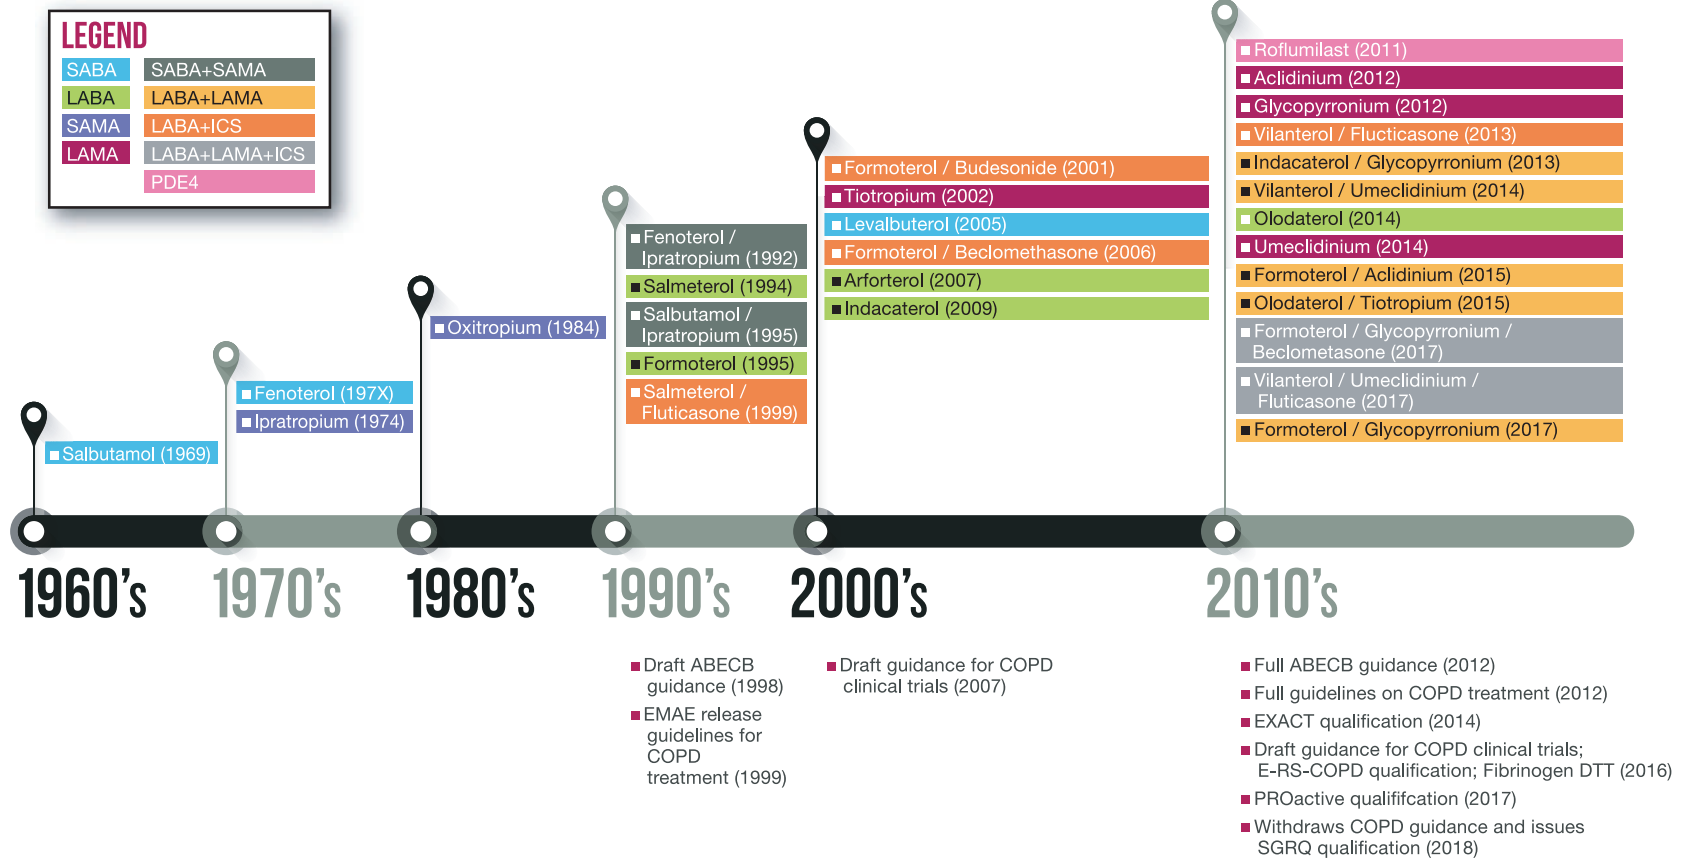 LEGEND
SABA
SABA+SAMA
LABA
LABA+LAMA
SAMA
LABA+ICS
LAMA
LABA+LAMA+ICS
PDE4
Salbutamol (1969)
Fenoterol (197X)
Ipratropium (1974)
Oxitropium (1984)
Fenoterol /
Ipratropium (1992)
Salmeterol (1994)
Salbutamol /
Ipratropium (1995)
Formoterol (1995)
Salmeterol /
Fluticasone (1999)
Formoterol / Budesonide (2001)
Tiotropium (2002)
Levalbuterol (2005)
Formoterol / Beclomethasone (2006)
Arforterol (2007)
Indacaterol (2009)
Roflumilast (2011)
Aclidinium (2012)
Glycopyrronium (2012)
Vilanterol / Flucticasone (2013)
Indacaterol / Glycopyrronium (2013)
Vilanterol / Umeclidinium (2014)
Olodaterol (2014)
Umeclidinium (2014)
Formoterol / Aclidinium (2015)
Olodaterol / Tiotropium (2015)
Formoterol / Glycopyrronium /
Beclometasone (2017)
Vilanterol / Umeclidinium /
Fluticasone (2017)
Formoterol / Glycopyrronium (2017)
1960's
1970's
1980's
1990's
2000's
2010's
Draft ABECB
guidance (1998)
EMAE release
guidelines for
COPD
treatment (1999)
Draft guidance for COPD
clinical trials (2007)
Full ABECB guidance (2012)
Full guidelines on COPD treatment (2012)
EXACT qualification (2014)
Draft guidance for COPD clinical trials;
E-RS-COPD qualification; Fibrinogen DTT (2016)
PROactive qualififcation (2017)
Withdraws COPD guidance and issues
SGRQ qualification (2018)